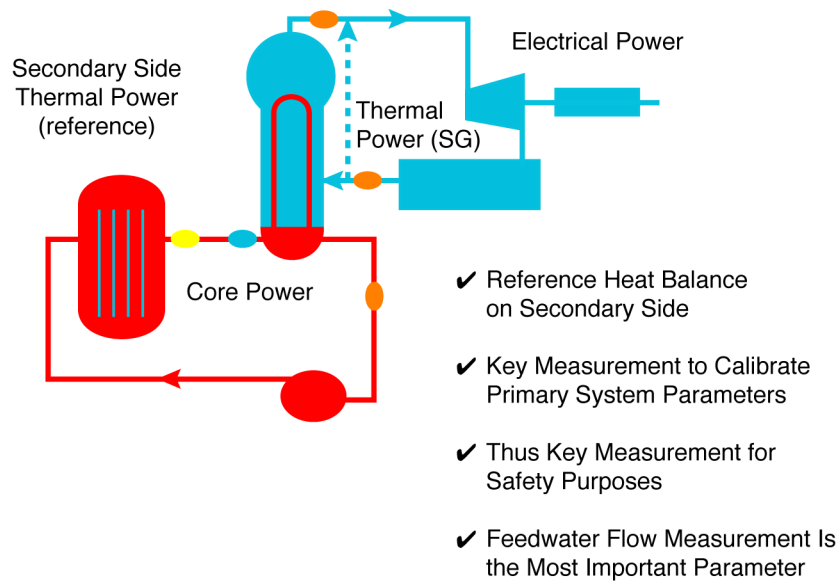 Electrical Power
Secondary Side
Thermal Power
(reference)
Thermal
Power (SG)
Core Power
✔ Reference Heat Balance
on Secondary Side
✔ Key Measurement to Calibrate
Primary System Parameters
✔ Thus Key Measurement for
Safety Purposes
✔ Feedwater Flow Measurement Is
the Most Important Parameter